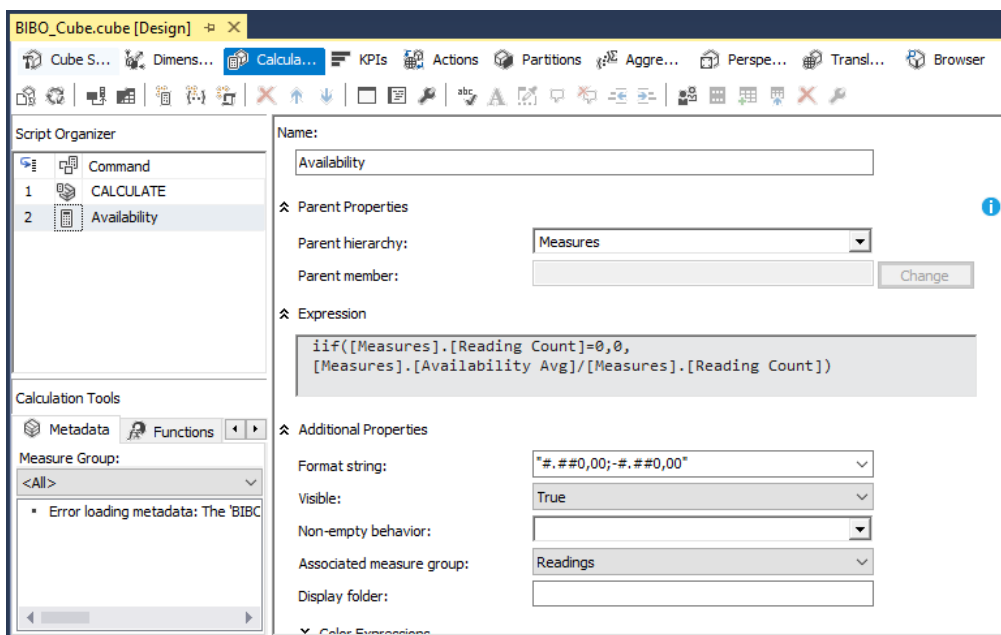 BIBO_Cube.cube [Design]
Cube S... Dimens... Calcula... KPIs Actions Partitions Aggre... Perspe... Transl... Browser
Script Organizer
Command
1 CALCULATE
2 Availability
Calculation Tools
Metadata Functions
Measure Group:
<All>
Error loading metadata: The 'BIBC
Name:
Availability
Parent Properties
Parent hierarchy: Measures
Parent member: Change
Expression
iif([Measures].[Reading Count]=0,0,
[Measures].[Availability Avg]/[Measures].[Reading Count])
Additional Properties
Format string: "#.##0,00;-#.##0,00"
Visible: True
Non-empty behavior:
Associated measure group: Readings
Display folder:
Color Expressions